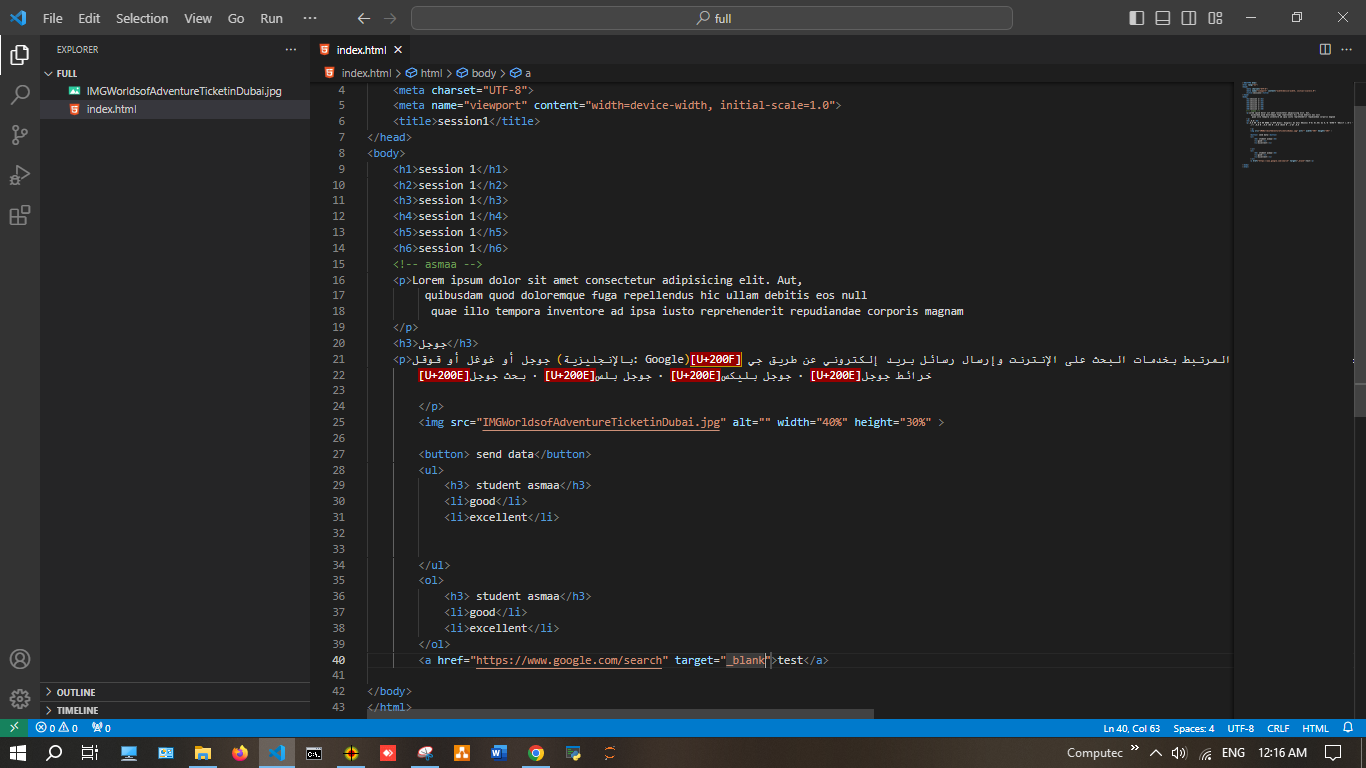 File Edit Selection View Go Run ··· full
EXPLORER ···
FULL
IMGWorldsofAdventureTicketinDubai.jpg
index.html
OUTLINE
TIMELINE
index.html
index.html > html > body > a
4 <meta charset="UTF-8">
5 <meta name="viewport" content="width=device-width, initial-scale=1.0">
6 <title>session1</title>
7 </head>
8 <body>
9 <h1>session 1</h1>
10 <h2>session 1</h2>
11 <h3>session 1</h3>
12 <h4>session 1</h4>
13 <h5>session 1</h5>
14 <h6>session 1</h6>
15 <!-- asmaa -->
16 <p>Lorem ipsum dolor sit amet consectetur adipisicing elit. Aut,
17 quibusdam quod doloremque fuga repellendus hic ullam debitis eos null
18 quae illo tempora inventore ad ipsa iusto reprehenderit repudiandae corporis magnam
19 </p>
20 <h3>جوجل</h3>
21 <p>جوجل أو غوغل أو قوقل (بالإنجليزية: Google)[U+200F] المرتبط بخدمات البحث على الإنترنت وإرسال رسائل بريد إلكتروني عن طريق جي
22 [U+200E]بحث جوجل · [U+200E]جوجل بلس · [U+200E]جوجل بليكس · [U+200E]خرائط جوجل
23
24 </p>
25 <img src="IMGWorldsofAdventureTicketinDubai.jpg" alt="" width="40%" height="30%" >
26
27 <button> send data</button>
28 <ul>
29 <h3> student asmaa</h3>
30 <li>good</li>
31 <li>excellent</li>
32
33
34 </ul>
35 <ol>
36 <h3> student asmaa</h3>
37 <li>good</li>
38 <li>excellent</li>
39 </ol>
40 <a href="https://www.google.com/search" target="_blank">test</a>
41
42 </body>
43 </html>
0 0 0 Ln 40, Col 63 Spaces: 4 UTF-8 CRLF HTML
Computec ENG 12:16 AM